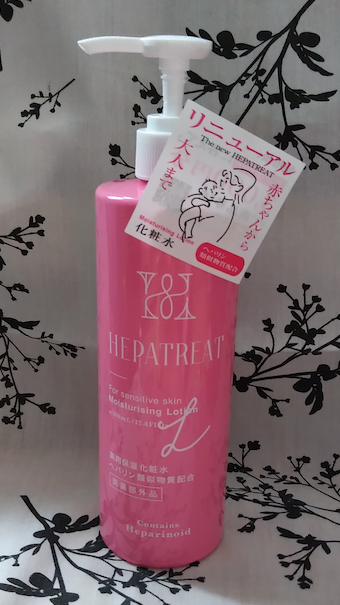 リニューアル
The new HEPATREAT
赤ちゃんから
大人まで
Moisturising Lotion
化粧水
ヘパリン
類似物質配合
HEPATREAT
For sensitive skin
Moisturising Lotion
L
薬用保湿化粧水
ヘパリン類似物質配合
医薬部外品
Contains
Heparinoid